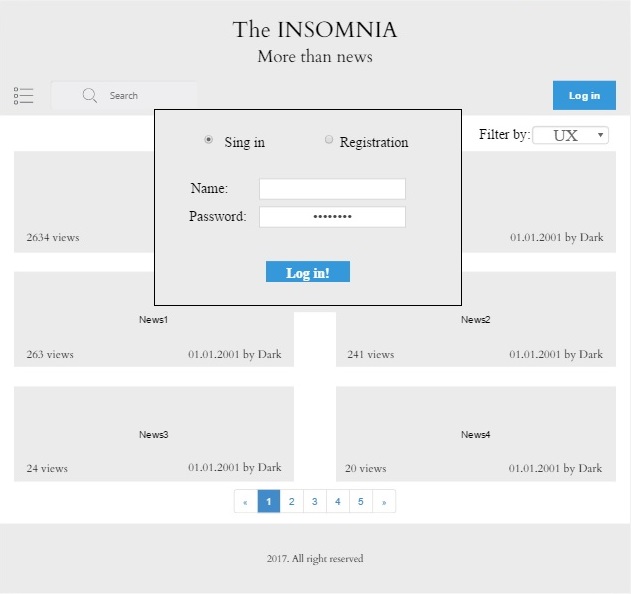 The INSOMNIA
More than news
Search
Log in
Sing in Registration
Filter by: UX
Name:
Password: ••••••••
Log in!
2634 views 01.01.2001 by Dark
News1 News2
263 views 01.01.2001 by Dark 241 views 01.01.2001 by Dark
News3 News4
24 views 01.01.2001 by Dark 20 views 01.01.2001 by Dark
« 1 2 3 4 5 »
2017. All right reserved